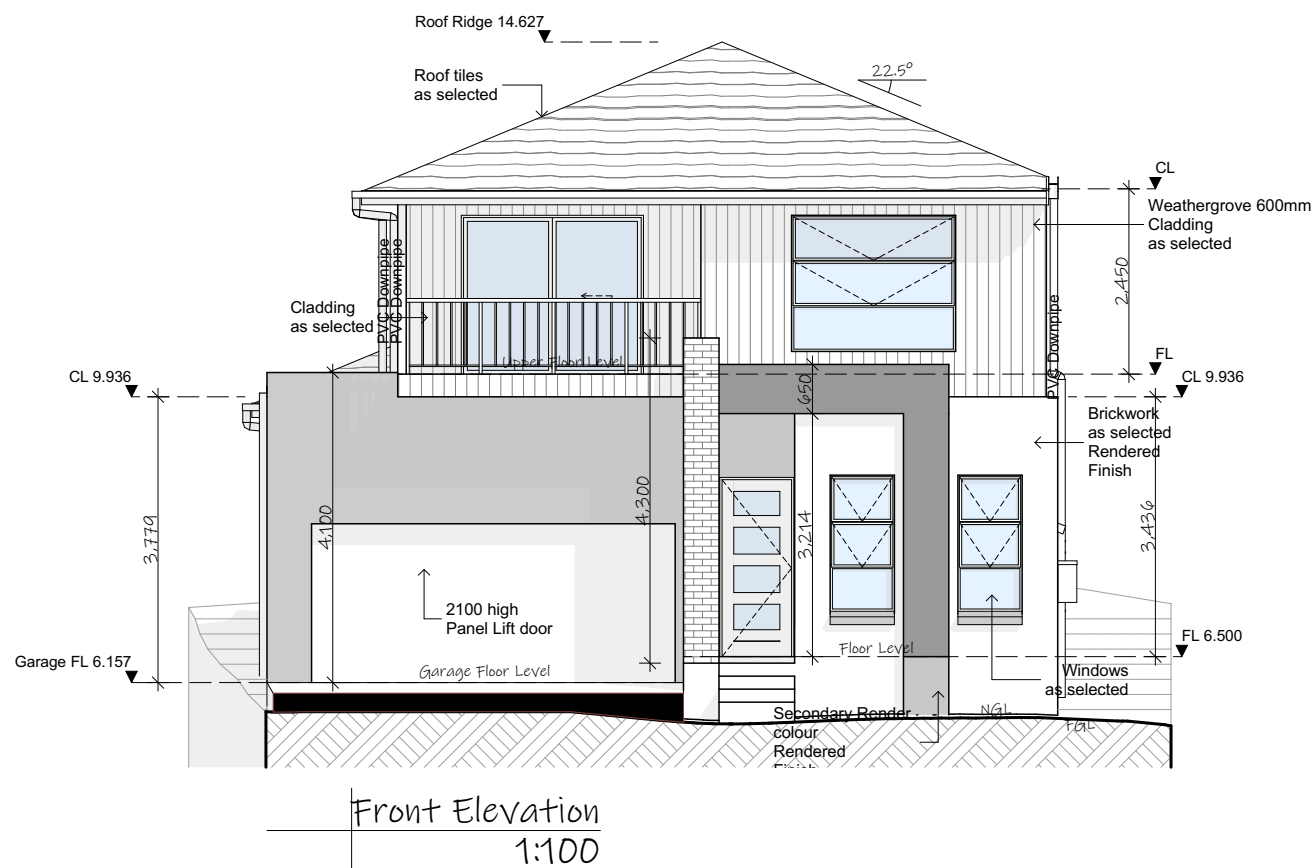 Roof Ridge 14.627
Roof tiles
as selected
22.5°
CL
Weathergrove 600mm
Cladding
as selected
2,450
PVC Downpipe
PVC Downpipe
PVC Downpipe
Cladding
as selected
Upper Floor Level
FL
CL 9.936
CL 9.936
650
Brickwork
as selected
Rendered
Finish
3,779
4,100
4,300
3,214
3,436
2100 high
Panel Lift door
Garage FL 6.157
Garage Floor Level
Floor Level
FL 6.500
Windows
as selected
Secondary Render
colour
Rendered
NGL
FGL
Front Elevation
1:100